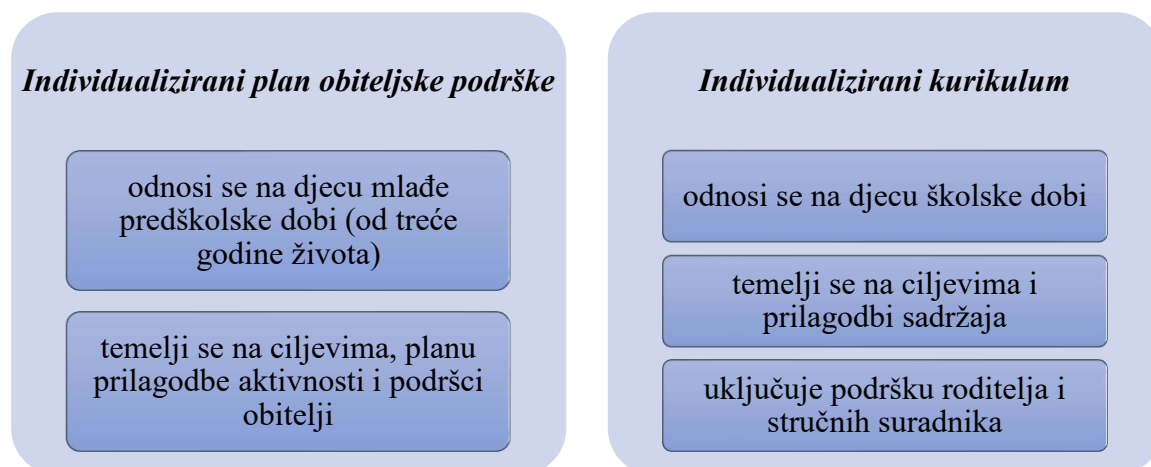 Individualizirani plan obiteljske podrške
odnosi se na djecu mlađe
predškolske dobi (od treće
godine života)
temelji se na ciljevima, planu
prilagodbe aktivnosti i podršci
obitelji
Individualizirani kurikulum
odnosi se na djecu školske dobi
temelji se na ciljevima i
prilagodbi sadržaja
uključuje podršku roditelja i
stručnih suradnika